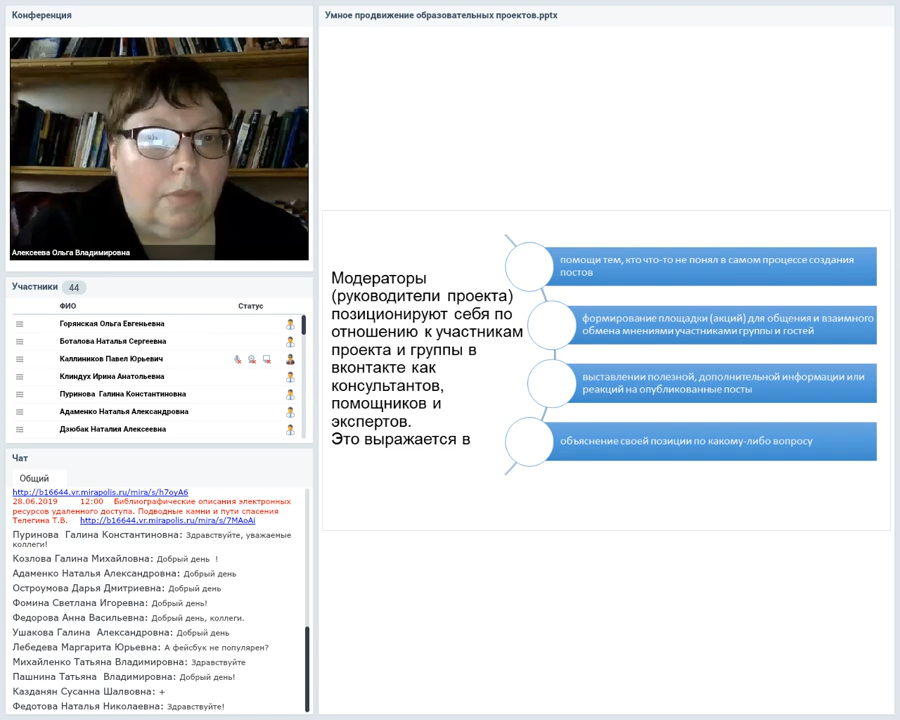 Конференция
Алексеева Ольга Владимировна
Участники 44
ФИО Статус
Горянская Ольга Евгеньевна
Боталова Наталья Сергеевна
Каллиников Павел Юрьевич
Клиндух Ирина Анатольевна
Пуринова Галина Константиновна
Адаменко Наталья Александровна
Дзюбак Наталия Алексеевна
Чат
Общий
http://b16644.vr.mirapolis.ru/mira/s/h7oyA6
28.06.2019 12:00 Библиографические описания электронных
ресурсов удаленного доступа. Подводные камни и пути спасения
Телегина Т.В. http://b16644.vr.mirapolis.ru/mira/s/7MAoAi
Пуринова Галина Константиновна: Здравствуйте, уважаемые
коллеги!
Козлова Галина Михайловна: Добрый день !
Адаменко Наталья Александровна: Добрый день
Остроумова Дарья Дмитриевна: Добрый день
Фомина Светлана Игоревна: Добрый день!
Федорова Анна Васильевна: Добрый день, коллеги.
Ушакова Галина Александровна: Добрый день
Лебедева Маргарита Юрьевна: А фейсбук не популярен?
Михайленко Татьяна Владимировна: Здравствуйте
Пашнина Татьяна Владимировна: Добрый день!
Казданян Сусанна Шалвовна: +
Федотова Наталья Николаевна: Здравствуйте!
Умное продвижение образовательных проектов.pptx
Модераторы
(руководители проекта)
позиционируют себя по
отношению к участникам
проекта и группы в
вконтакте как
консультантов,
помощников и
экспертов.
Это выражается в
помощи тем, кто что-то не понял в самом процессе создания
постов
формирование площадки (акций) для общения и взаимного
обмена мнениями участниками группы и гостей
выставлении полезной, дополнительной информации или
реакций на опубликованные посты
объяснение своей позиции по какому-либо вопросу